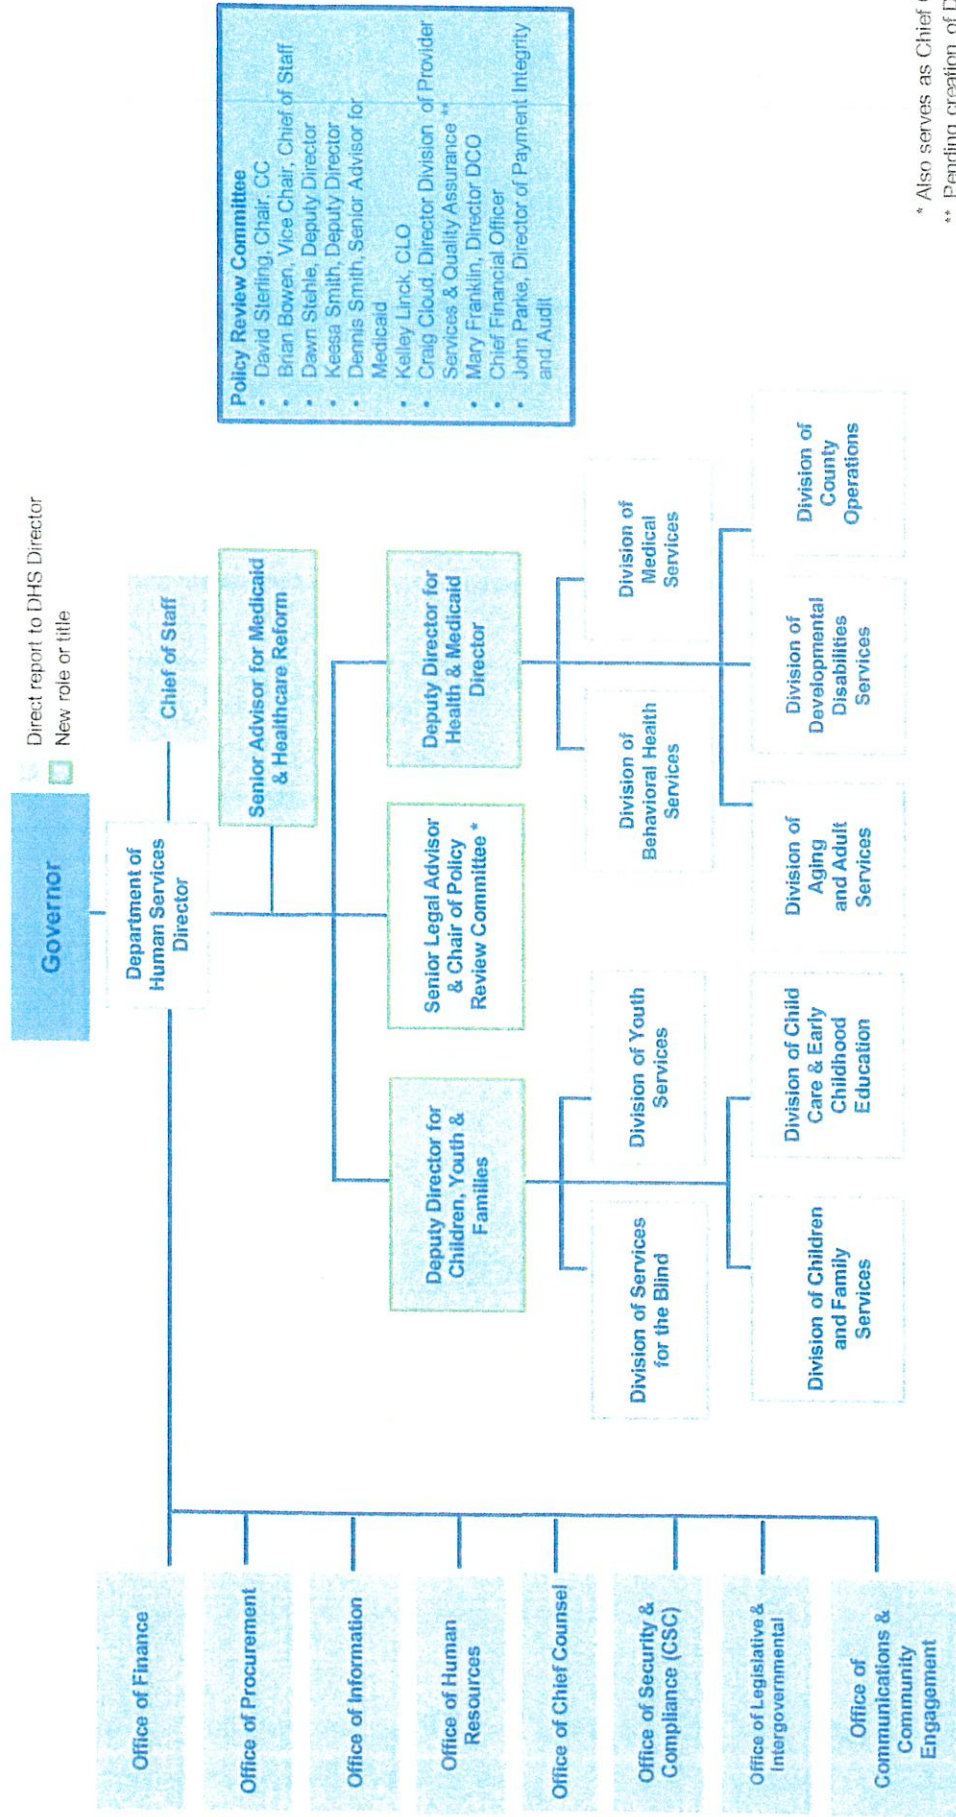 Direct report to DHS Director
New role or title
Governor
Department of
Human Services
Director
Chief of Staff
Senior Advisor for Medicaid
& Healthcare Reform
Policy Review Committee
• David Sterling, Chair, CC
• Brian Bowen, Vice Chair, Chief of Staff
• Dawn Stehle, Deputy Director
• Keesa Smith, Deputy Director
• Dennis Smith, Senior Advisor for
Medicaid
• Kelley Linck, CLO
• Craig Cloud, Director Division of Provider
Services & Quality Assurance **
• Mary Franklin, Director DCO
• Chief Financial Officer
• John Parke, Director of Payment Integrity
and Audit
Deputy Director for
Children, Youth &
Families
Senior Legal Advisor
& Chair of Policy
Review Committee *
Deputy Director for
Health & Medicaid
Director
Division of Services
for the Blind
Division of Youth
Services
Division of
Behavioral Health
Services
Division of
Medical
Services
Division of Children
and Family
Services
Division of Child
Care & Early
Childhood
Education
Division of
Aging
and Adult
Services
Division of
Developmental
Disabilities
Services
Division of
County
Operations
Office of Finance
Office of Procurement
Office of Information
Office of Human
Resources
Office of Chief Counsel
Office of Security &
Compliance (CSC)
Office of Legislative &
Intergovernmental
Office of
Communications &
Community
Engagement
* Also serves as Chief
** Pending creation of